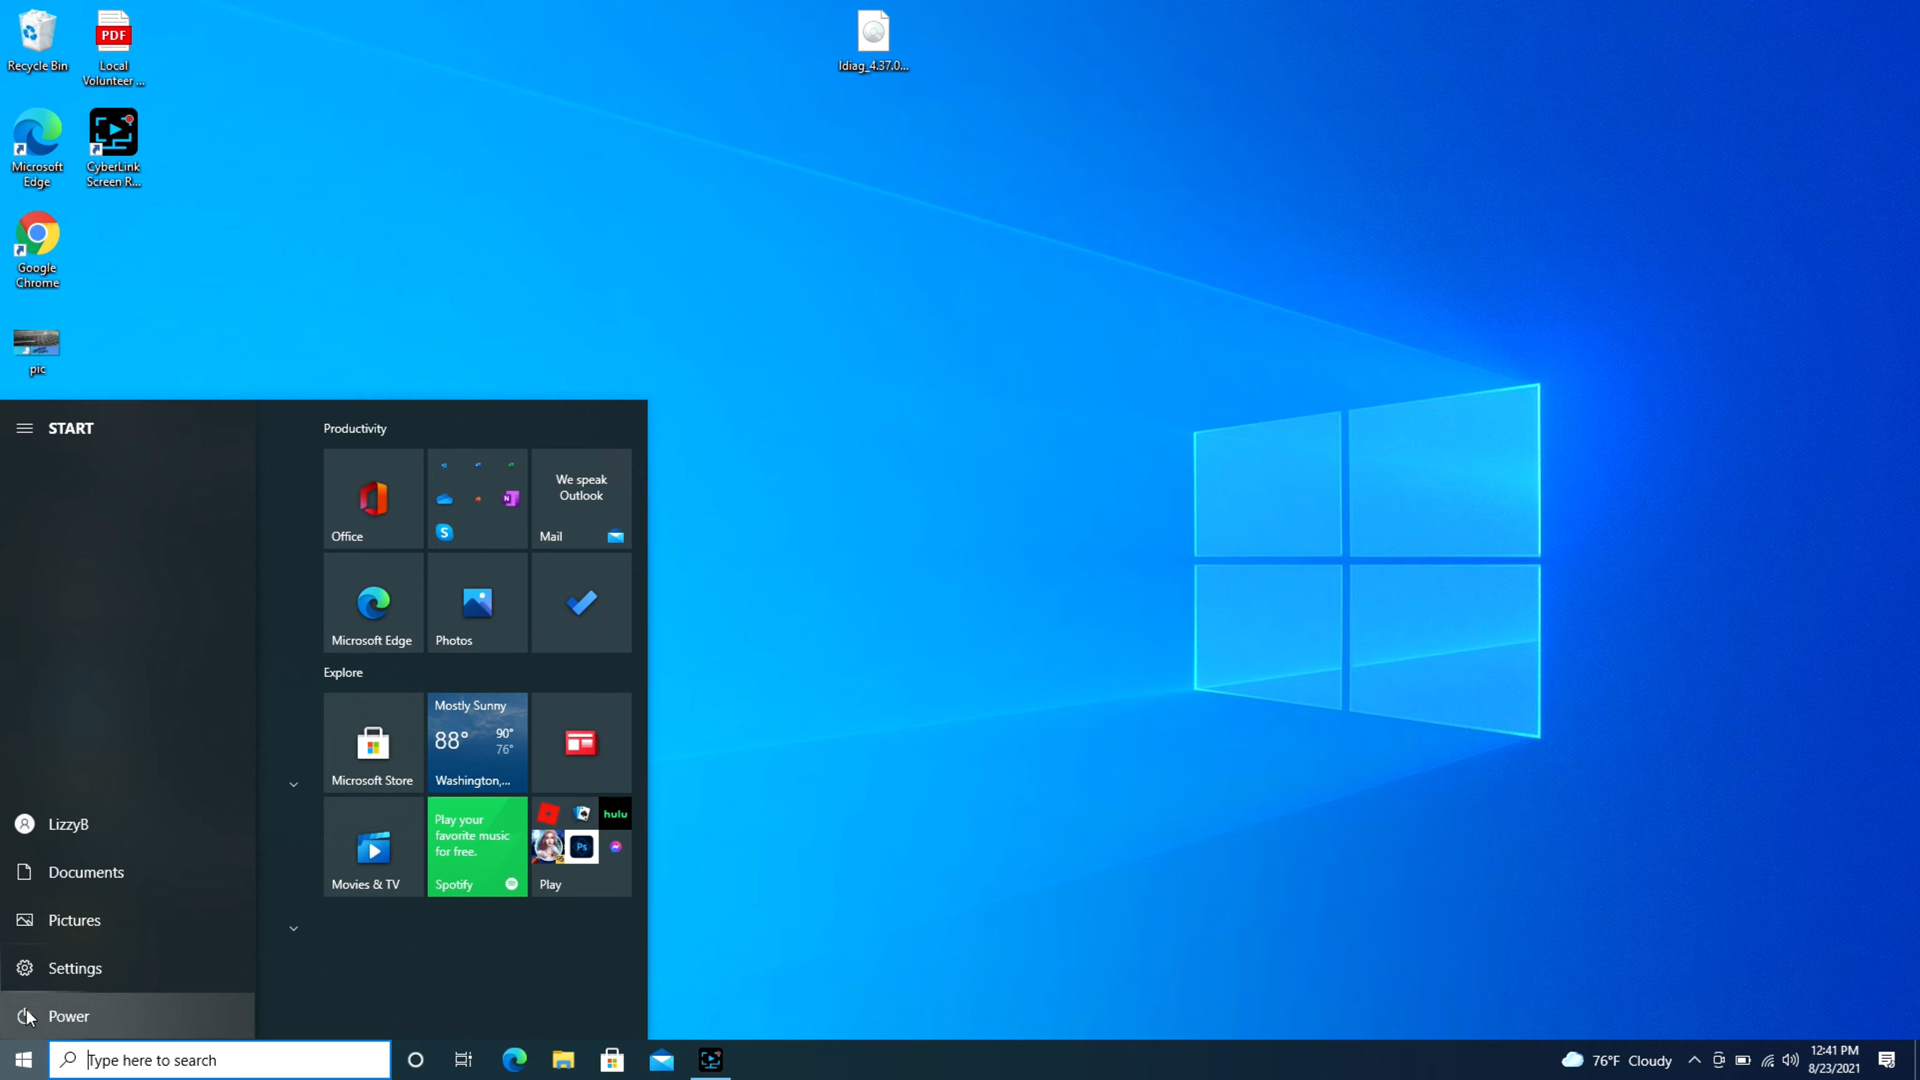 Recycle Bin
PDF
Local
Volunteer ...
ldiag_4.37.0...
Microsoft
Edge
CyberLink
Screen R...
Google
Chrome
pic
START
Productivity
Office
N
S
We speak
Outlook
Mail
Microsoft Edge
Photos
Explore
Microsoft Store
Mostly Sunny
88°
90°
76°
Washington,...
Movies & TV
Play your
favorite music
for free.
Spotify
hulu
Ps
Play
LizzyB
Documents
Pictures
Settings
Power
Type here to search
76°F Cloudy
12:41 PM
8/23/2021